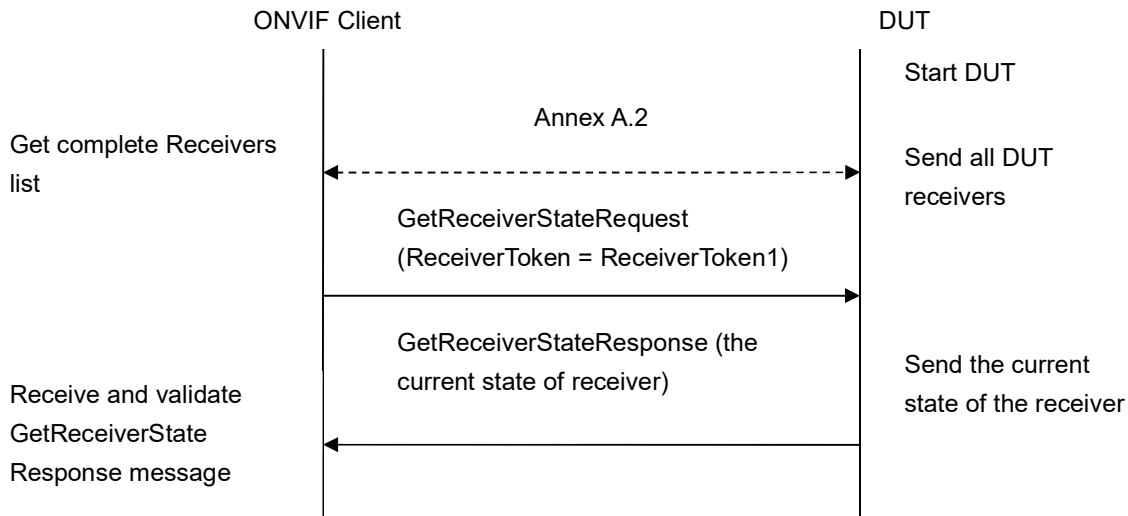 ONVIF Client
DUT
Start DUT
Annex A.2
Get complete Receivers
list
Send all DUT
receivers
GetReceiverStateRequest
(ReceiverToken = ReceiverToken1)
GetReceiverStateResponse (the
current state of receiver)
Send the current
state of the receiver
Receive and validate
GetReceiverState
Response message